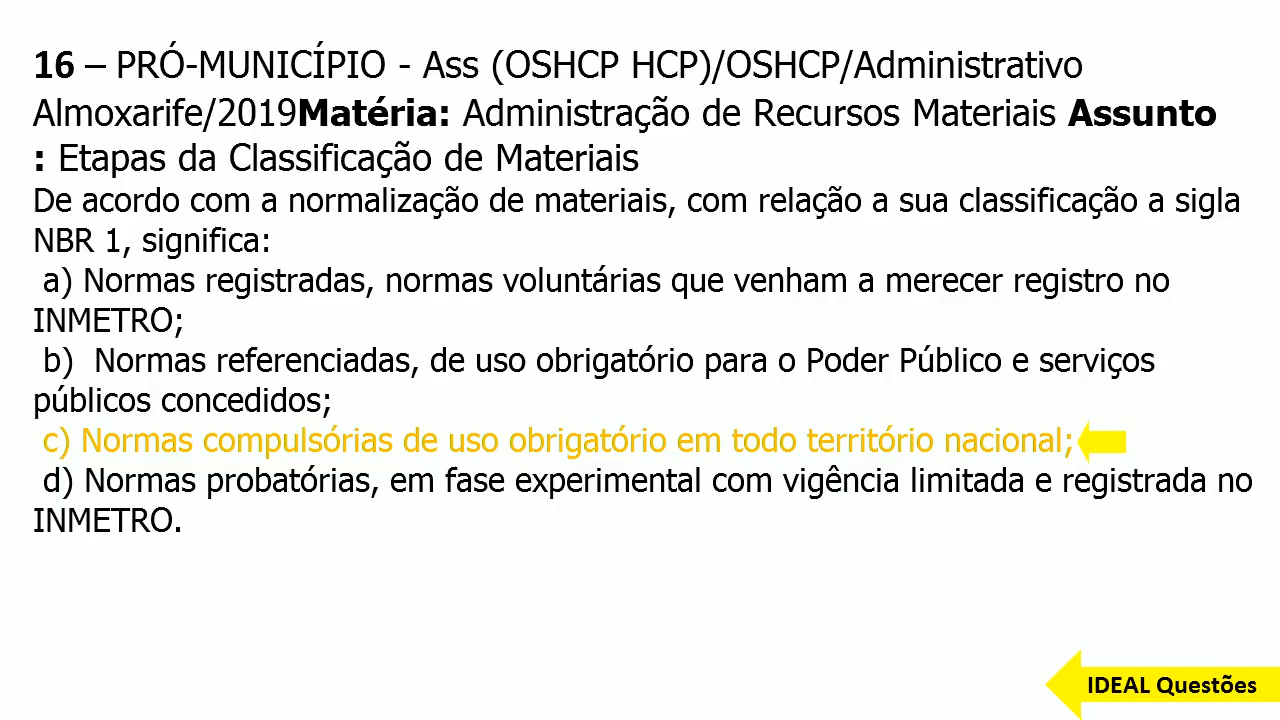 16 – PRÓ-MUNICÍPIO - Ass (OSHCP HCP)/OSHCP/Administrativo
Almoxarife/2019Matéria: Administração de Recursos Materiais Assunto
: Etapas da Classificação de Materiais
De acordo com a normalização de materiais, com relação a sua classificação a sigla
NBR 1, significa:
a) Normas registradas, normas voluntárias que venham a merecer registro no
INMETRO;
b) Normas referenciadas, de uso obrigatório para o Poder Público e serviços
públicos concedidos;
c) Normas compulsórias de uso obrigatório em todo território nacional;
d) Normas probatórias, em fase experimental com vigência limitada e registrada no
INMETRO.
IDEAL Questões